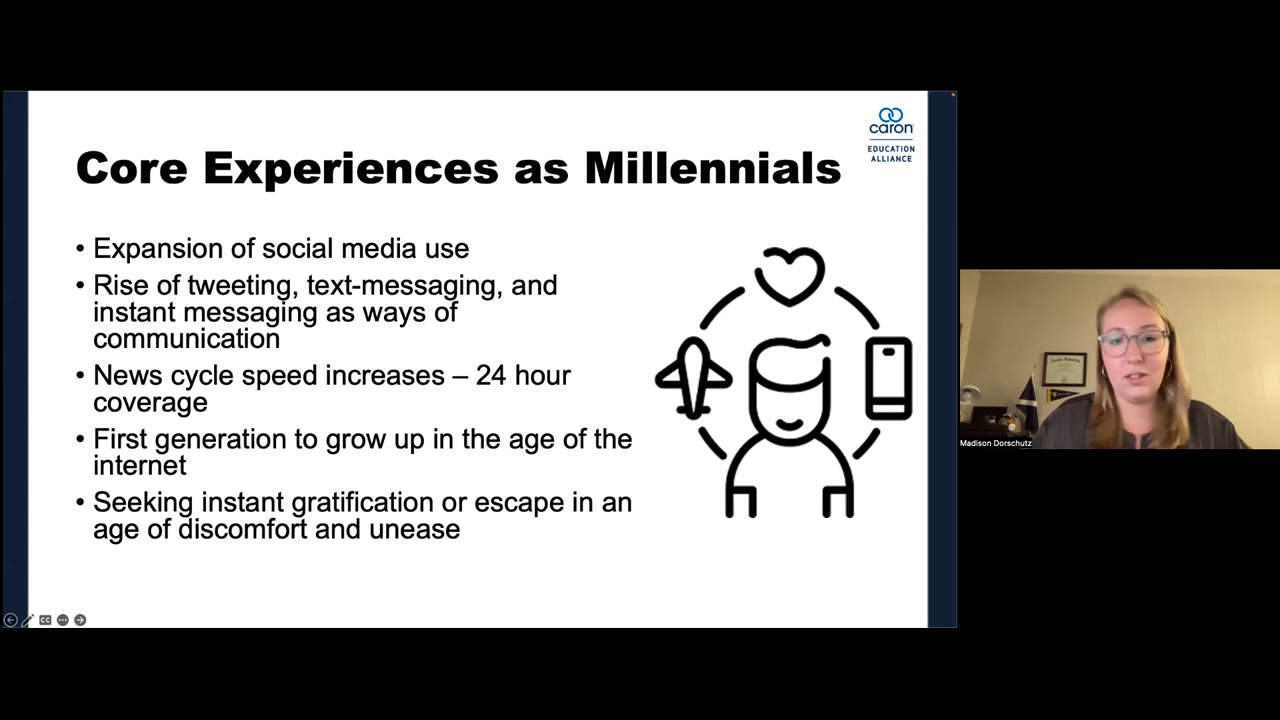 caron
EDUCATION
ALLIANCE
Core Experiences as Millennials
• Expansion of social media use
• Rise of tweeting, text-messaging, and
instant messaging as ways of
communication
• News cycle speed increases – 24 hour
coverage
• First generation to grow up in the age of the
internet
• Seeking instant gratification or escape in an
age of discomfort and unease
CC
Madison Dorschutz